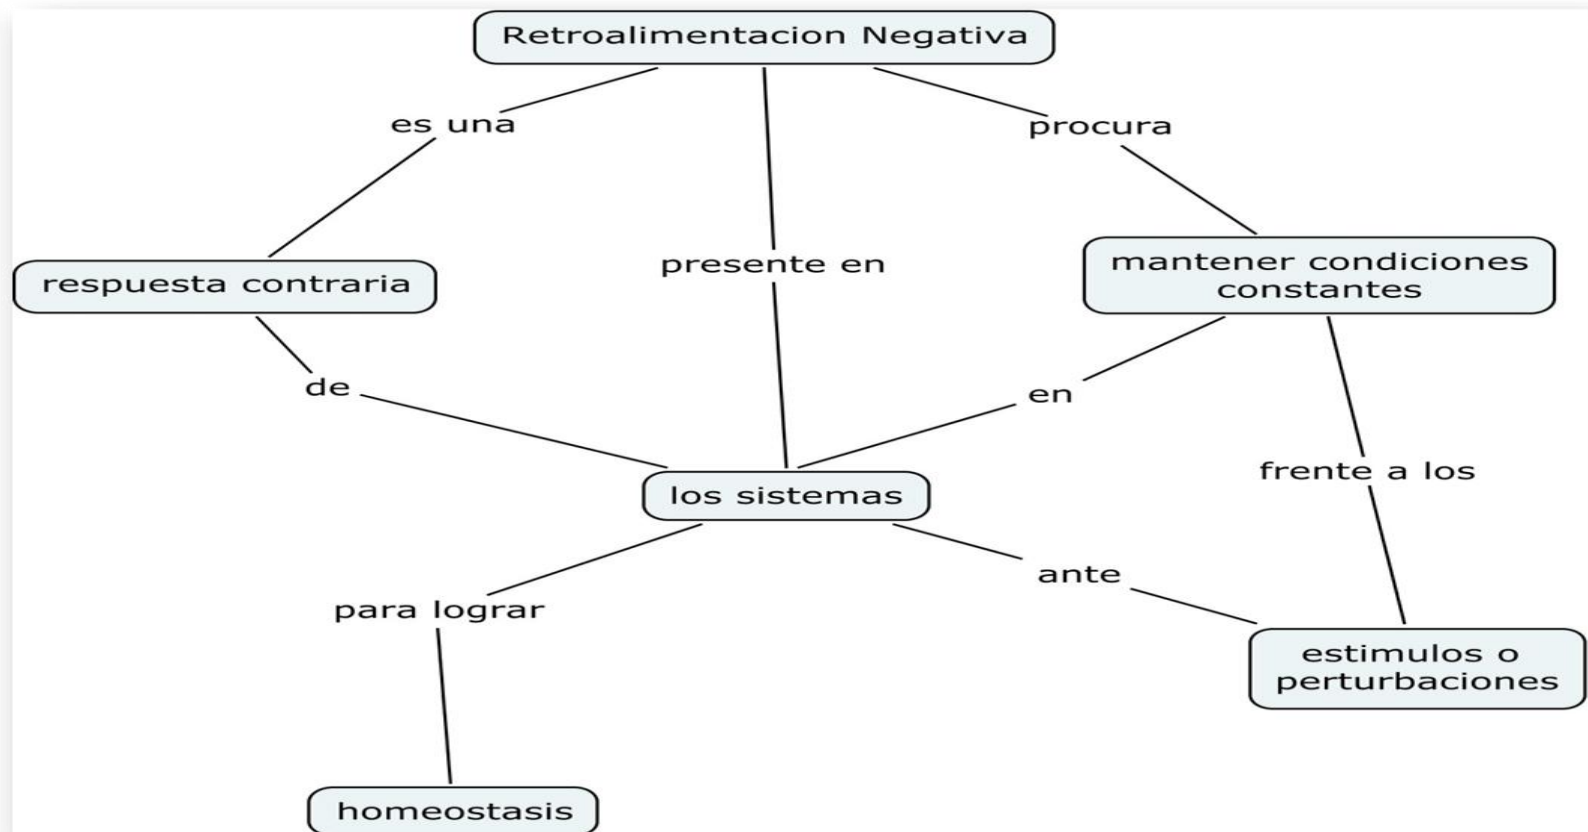 Retroalimentacion Negativa
es una
procura
presente en
respuesta contraria
mantener condiciones
constantes
de
en
frente a los
los sistemas
ante
para lograr
estimulos o
perturbaciones
homeostasis